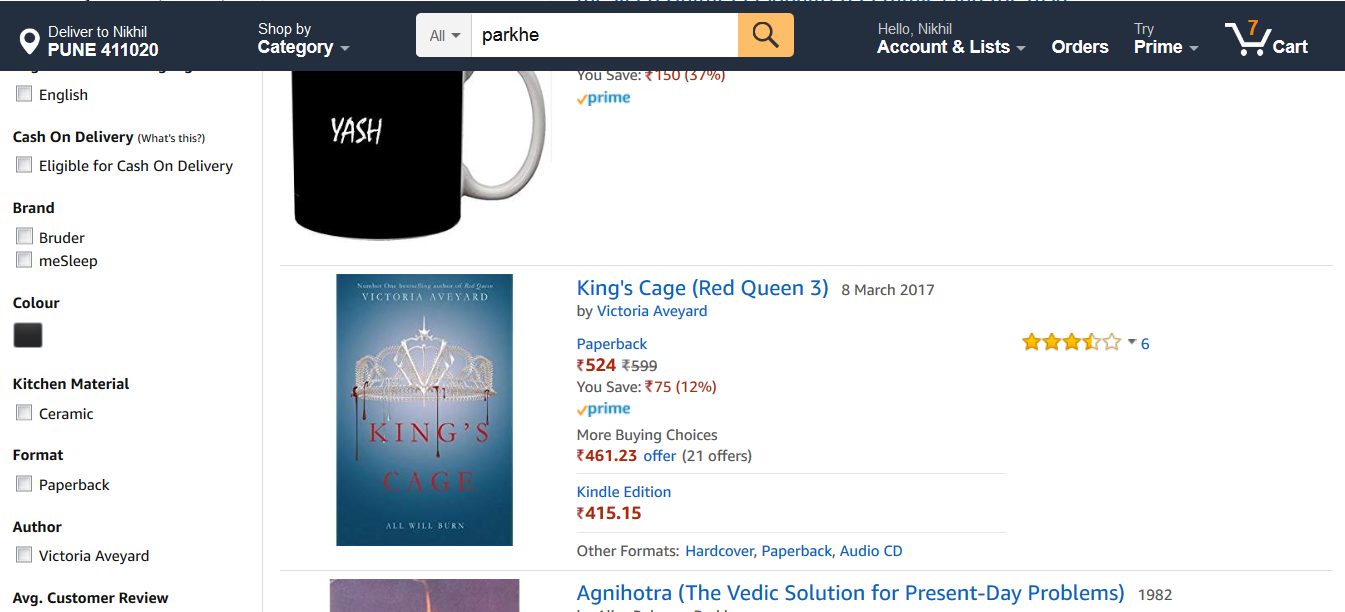 Deliver to Nikhil
PUNE 411020
Shop by
Category
All
parkhe
Hello, Nikhil
Account & Lists
Orders
Try
Prime
7
Cart
English
Cash On Delivery (What's this?)
Eligible for Cash On Delivery
Brand
Bruder
meSleep
Colour
Kitchen Material
Ceramic
Format
Paperback
Author
Victoria Aveyard
Avg. Customer Review
YASH
You Save: ₹150 (37%)
prime
Number One bestselling author of Red Queen
VICTORIA AVEYARD
KING'S
CAGE
ALL WILL BURN
King's Cage (Red Queen 3) 8 March 2017
by Victoria Aveyard
Paperback
₹524 ₹599
You Save: ₹75 (12%)
prime
More Buying Choices
₹461.23 offer (21 offers)
Kindle Edition
₹415.15
Other Formats: Hardcover, Paperback, Audio CD
6
Agnihotra (The Vedic Solution for Present-Day Problems) 1982